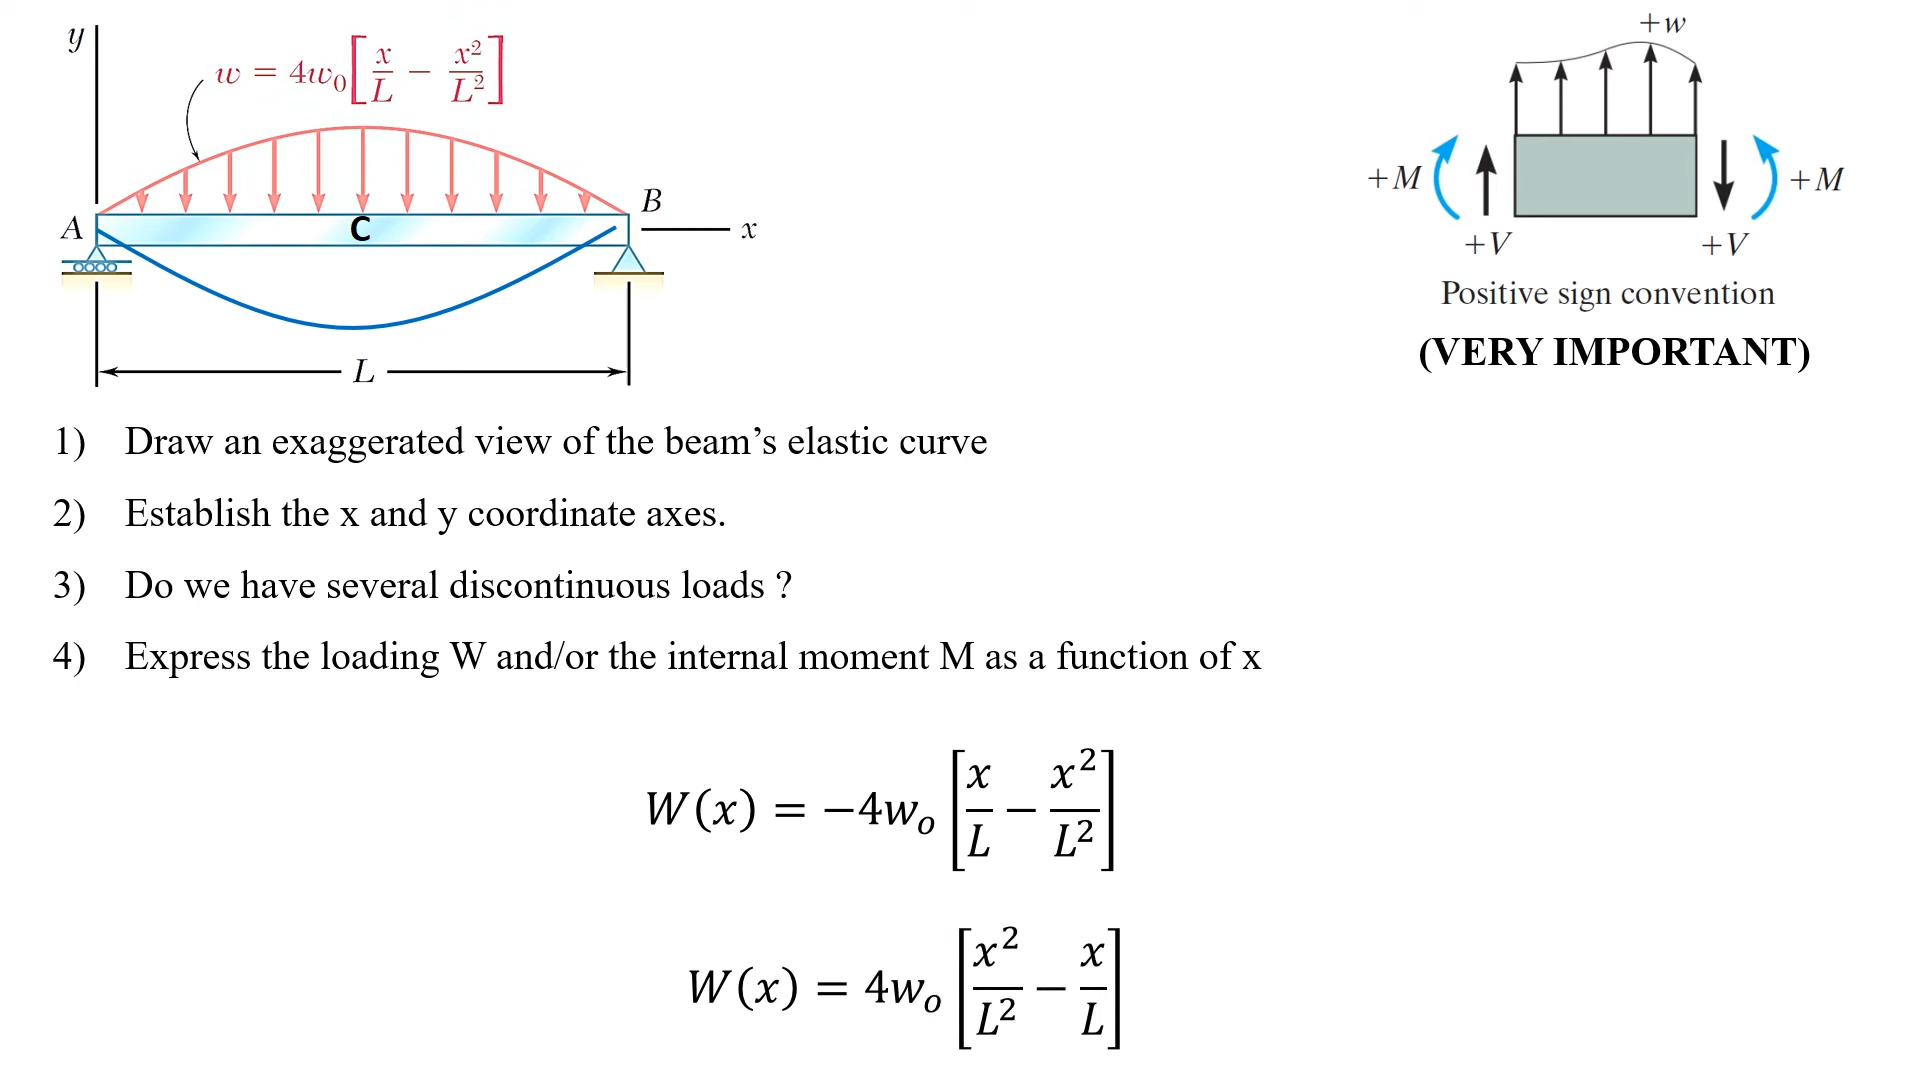 y
w = 4w₀[x/L − x²/L²]
A
C
B
x
L
+w
+M
+M
+V
+V
Positive sign convention
(VERY IMPORTANT)
1) Draw an exaggerated view of the beam’s elastic curve
2) Establish the x and y coordinate axes.
3) Do we have several discontinuous loads ?
4) Express the loading W and/or the internal moment M as a function of x
W(x) = −4wₒ[x/L − x²/L²]
W(x) = 4wₒ[x²/L² − x/L]